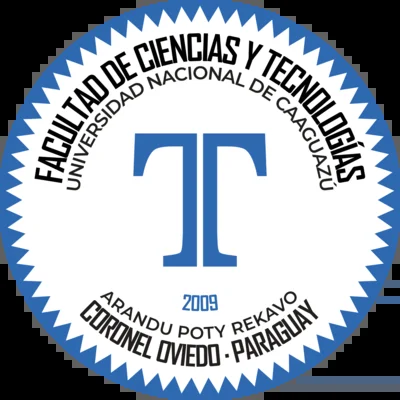 FACULTAD DE CIENCIAS Y TECNOLOGÍAS
UNIVERSIDAD NACIONAL DE CAAGUAZÚ
T
2009
ARANDU POTY REKAVO
CORONEL OVIEDO · PARAGUAY